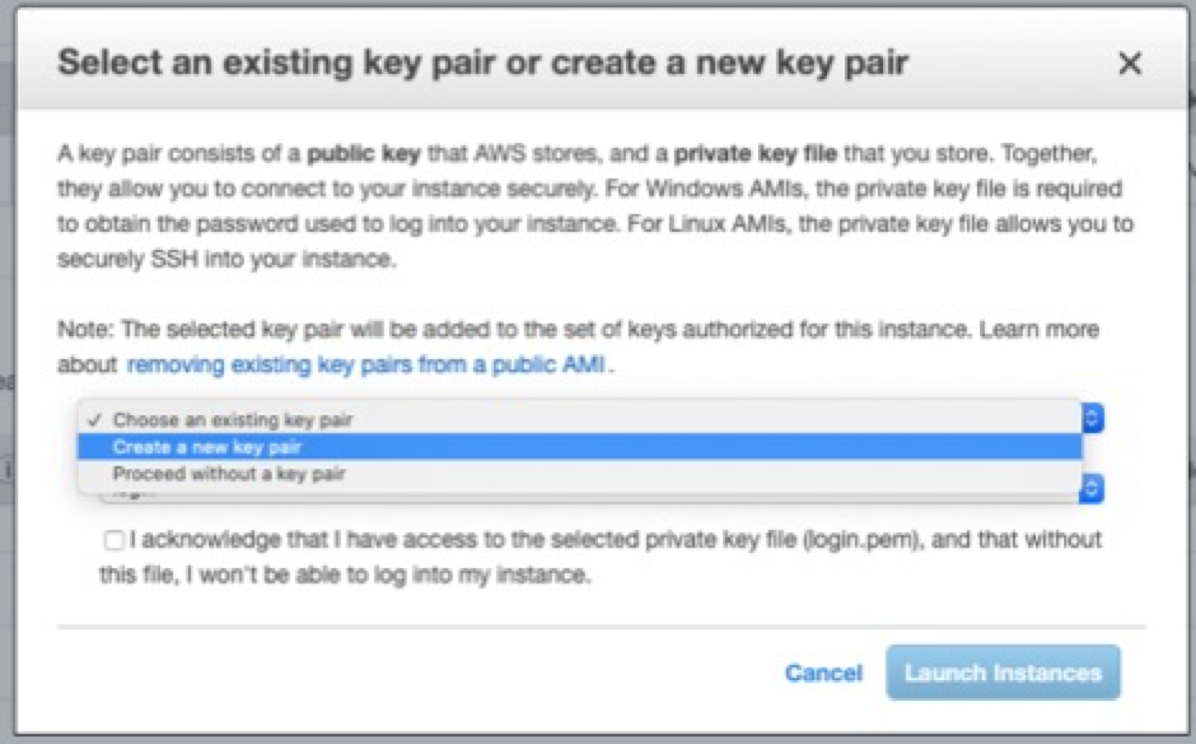 Select an existing key pair or create a new key pair
A key pair consists of a public key that AWS stores, and a private key file that you store. Together,
they allow you to connect to your instance securely. For Windows AMIs, the private key file is required
to obtain the password used to log into your instance. For Linux AMIs, the private key file allows you to
securely SSH into your instance.
Note: The selected key pair will be added to the set of keys authorized for this instance. Learn more
about removing existing key pairs from a public AMI.
Choose an existing key pair
Create a new key pair
Proceed without a key pair
I acknowledge that I have access to the selected private key file (login.pem), and that without
this file, I won't be able to log into my instance.
Cancel Launch Instances